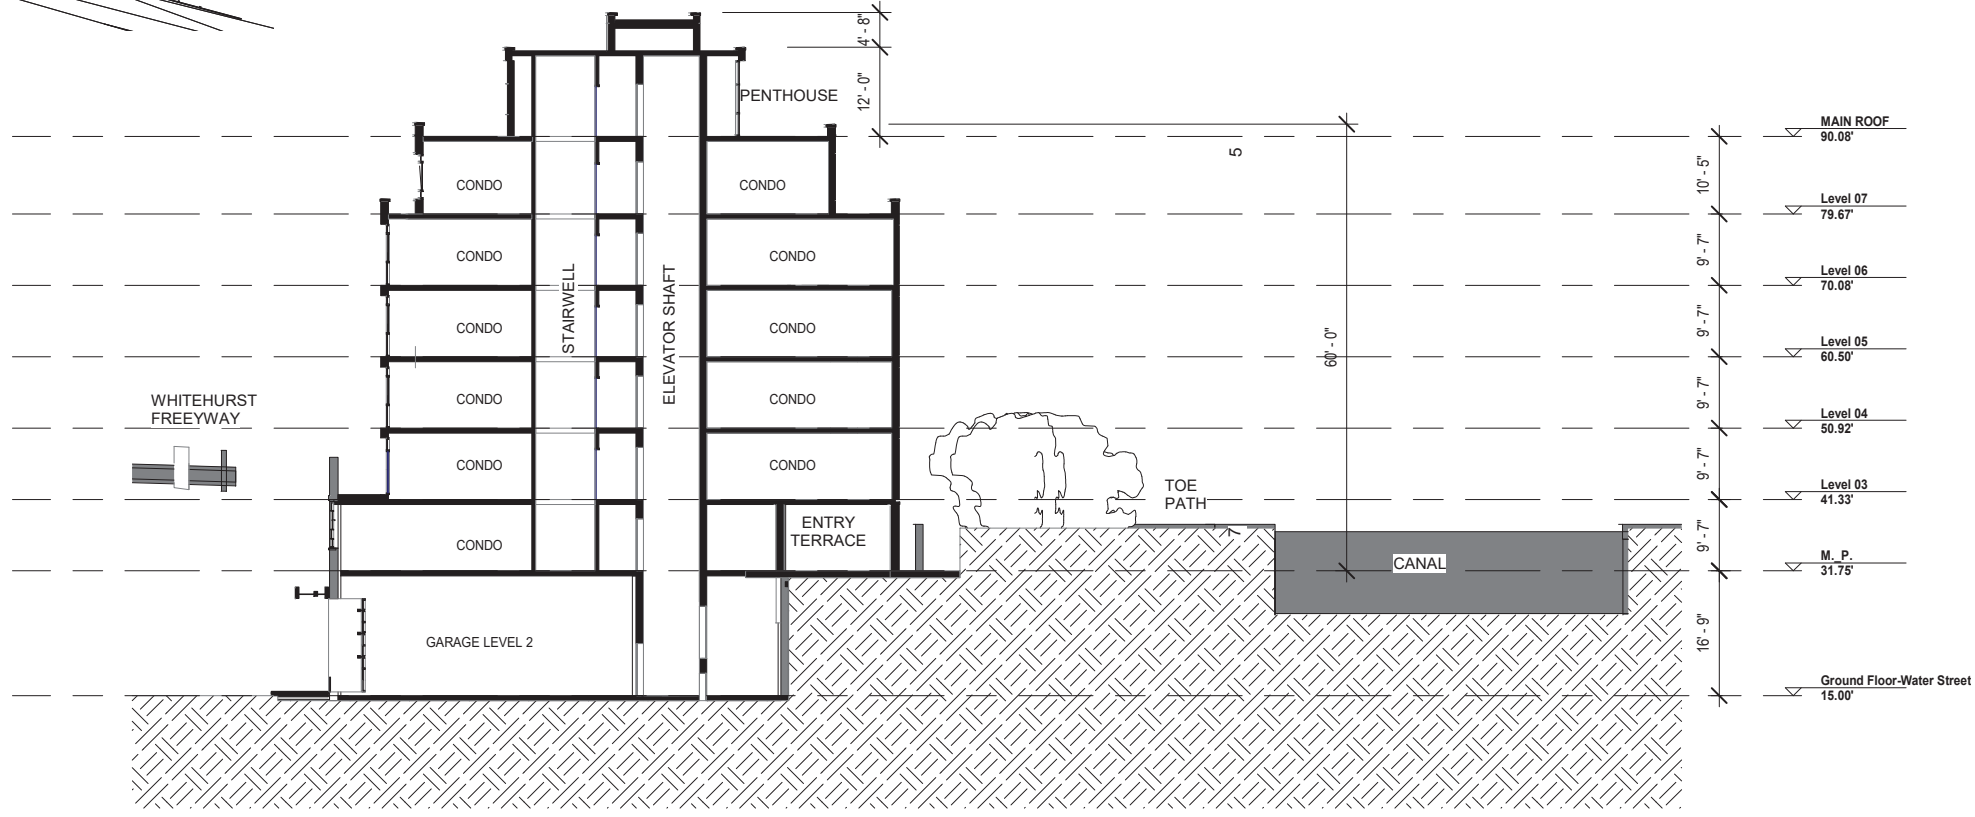 4' - 8"
12' - 0"
PENTHOUSE
MAIN ROOF
90.08'
5
10' - 5"
CONDO
CONDO
Level 07
79.67'
9' - 7"
CONDO
CONDO
STAIRWELL
ELEVATOR SHAFT
Level 06
70.08'
9' - 7"
CONDO
CONDO
60' - 0"
Level 05
60.50'
9' - 7"
WHITEHURST
FREEYWAY
CONDO
CONDO
Level 04
50.92'
9' - 7"
CONDO
CONDO
TOE
PATH
Level 03
41.33'
9' - 7"
CONDO
ENTRY
TERRACE
7
CANAL
M._P.
31.75'
16' - 9"
GARAGE LEVEL 2
Ground Floor-Water Street
15.00'